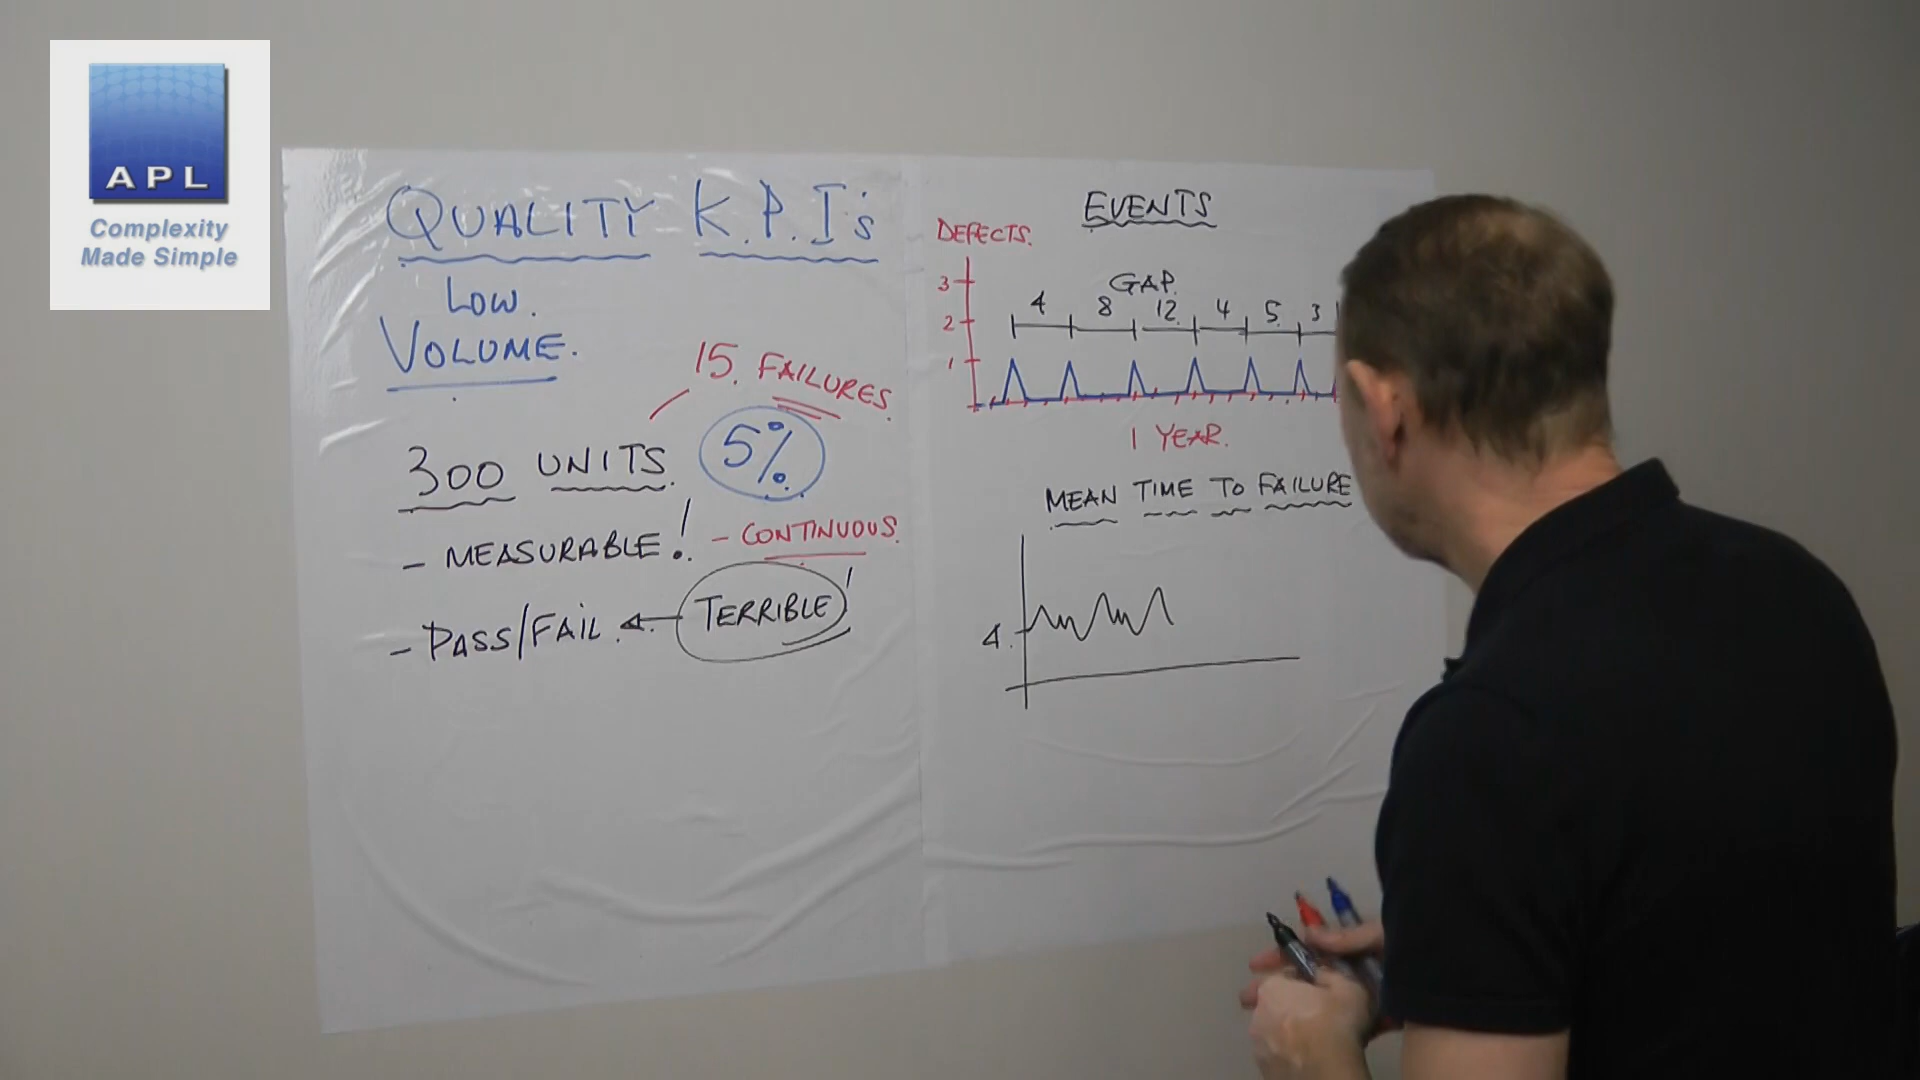 APL
Complexity
Made Simple
QUALITY K.P.I's
LOW.
VOLUME.
15. FAILURES.
300 UNITS.
5%
- MEASURABLE! - CONTINUOUS.
- PASS/FAIL. TERRIBLE!
EVENTS
DEFECTS.
GAP.
4 8 12. 4 5. 3
3
2
1
1 YEAR.
MEAN TIME TO FAILURE
4.